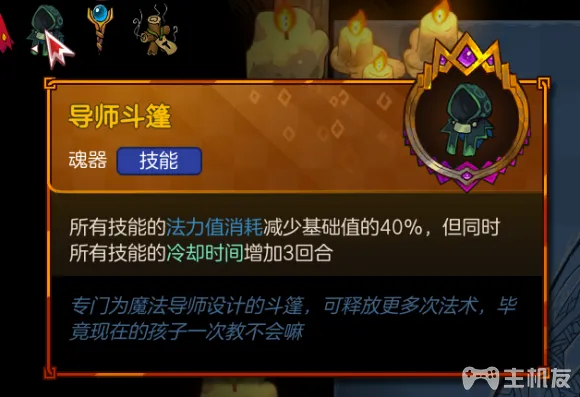 导师斗篷
魂器 技能
所有技能的法力值消耗减少基础值的40%，但同时
所有技能的冷却时间增加3回合
专门为魔法导师设计的斗篷，可释放更多次法术，毕
竟现在的孩子一次教不会嘛
主机友